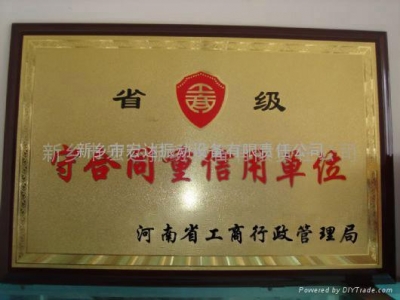 省 级
新乡市宏达振动设备有限责任公司
守合同重信用单位
河南省工商行政管理局
Powered by DIYTrade.com